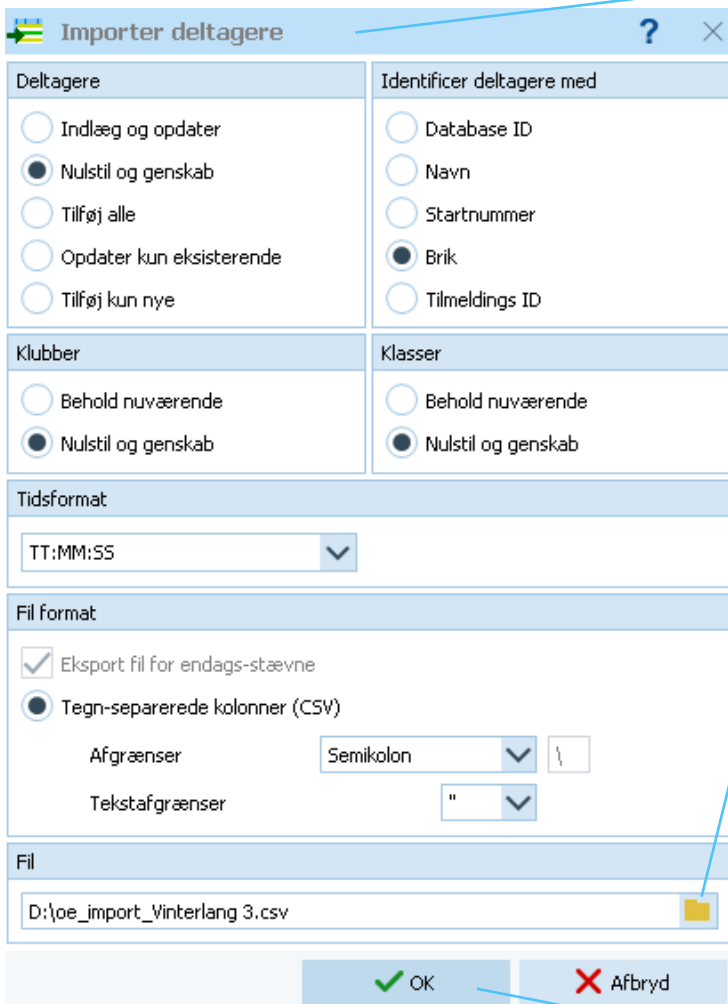 Importer deltagere ?
Deltagere
Indlæg og opdater
Nulstil og genskab
Tilføj alle
Opdater kun eksisterende
Tilføj kun nye
Identificer deltagere med
Database ID
Navn
Startnummer
Brik
Tilmeldings ID
Klubber
Behold nuværende
Nulstil og genskab
Klasser
Behold nuværende
Nulstil og genskab
Tidsformat
TT:MM:SS
Fil format
Eksport fil for endags-stævne
Tegn-separerede kolonner (CSV)
Afgrænser Semikolon \
Tekstafgrænser "
Fil
D:\oe_import_Vinterlang 3.csv
OK Afbryd